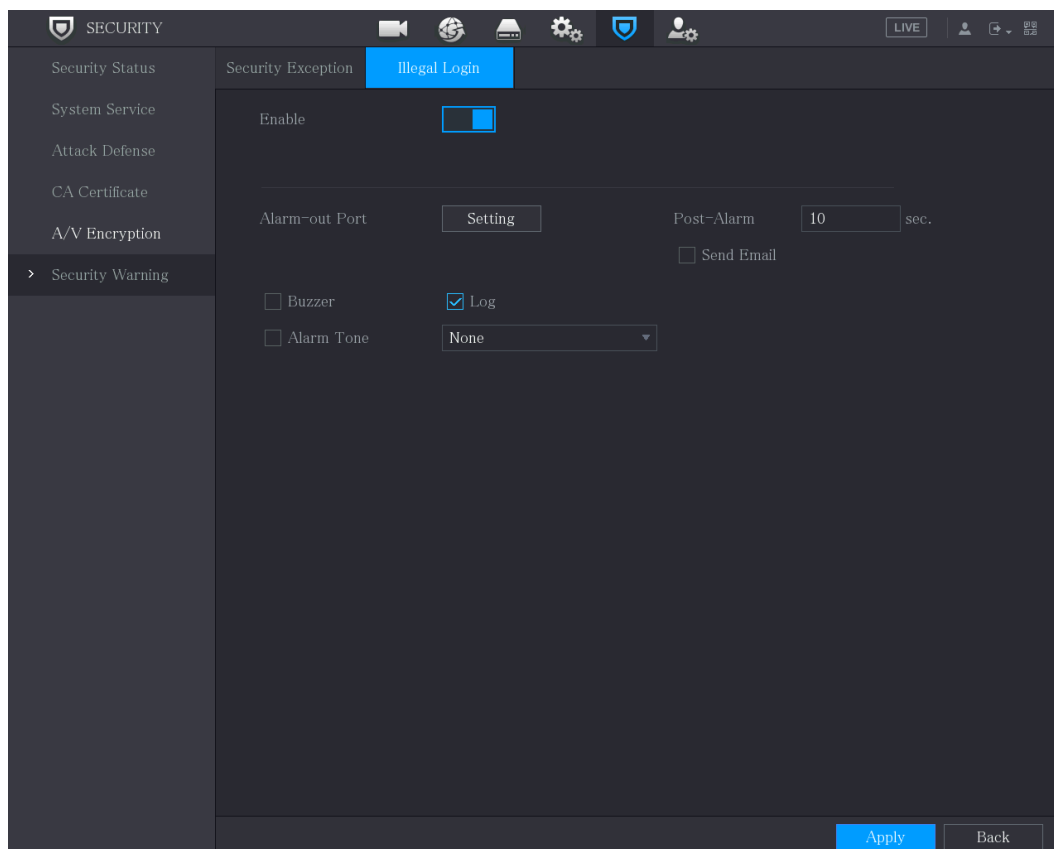 SECURITY
LIVE
Security Status
System Service
Attack Defense
CA Certificate
A/V Encryption
Security Warning
Security Exception Illegal Login
Enable
Alarm-out Port Setting Post-Alarm 10 sec.
Send Email
Buzzer Log
Alarm Tone None
Apply Back